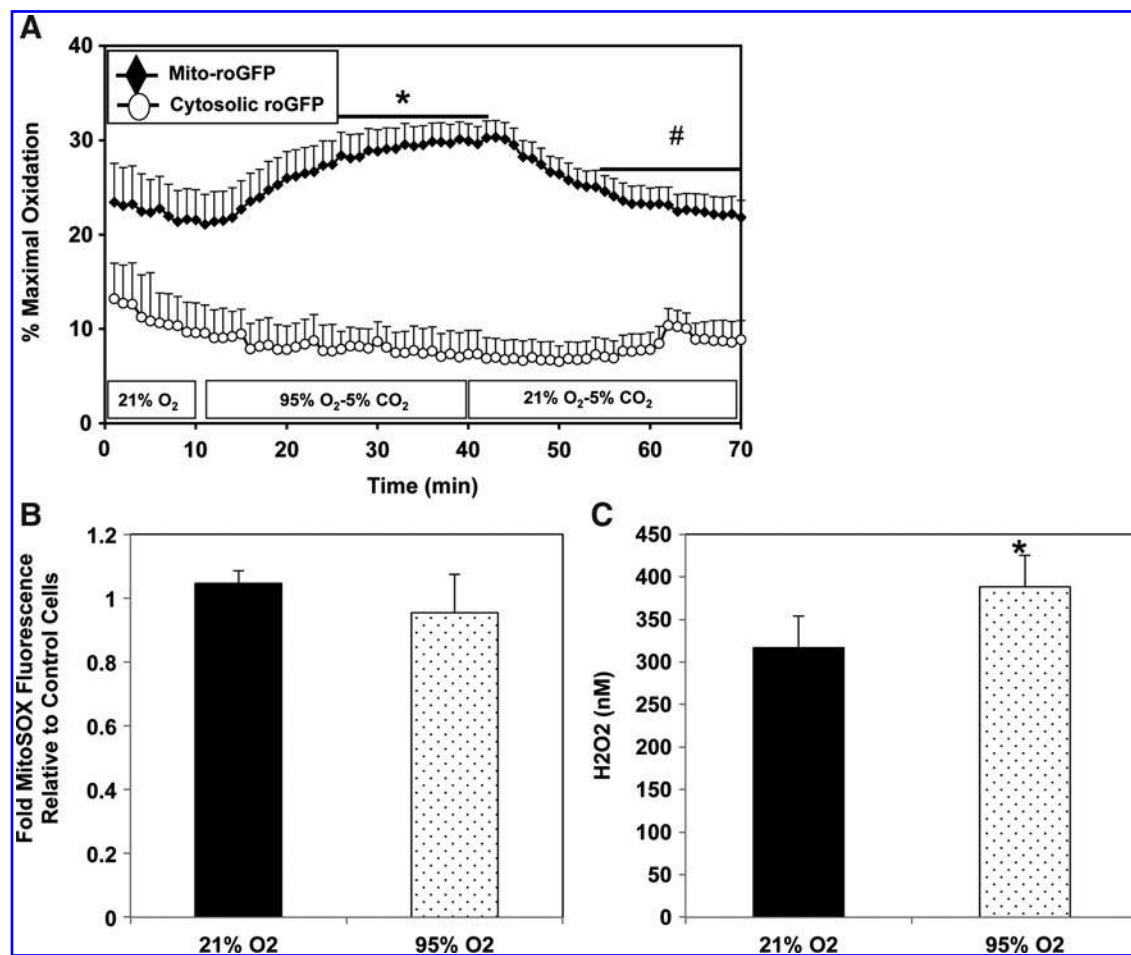 A
40
30
20
10
0
% Maximal Oxidation
Mito-roGFP
Cytosolic roGFP
*
#
21% O₂
95% O₂-5% CO₂
21% O₂-5% CO₂
0 10 20 30 40 50 60 70
Time (min)
B
1.2
1
0.8
0.6
0.4
0.2
0
Fold MitoSOX Fluorescence
Relative to Control Cells
21% O2 95% O2
C
450
400
350
300
250
200
150
100
50
0
H2O2 (nM)
*
21% O2 95% O2